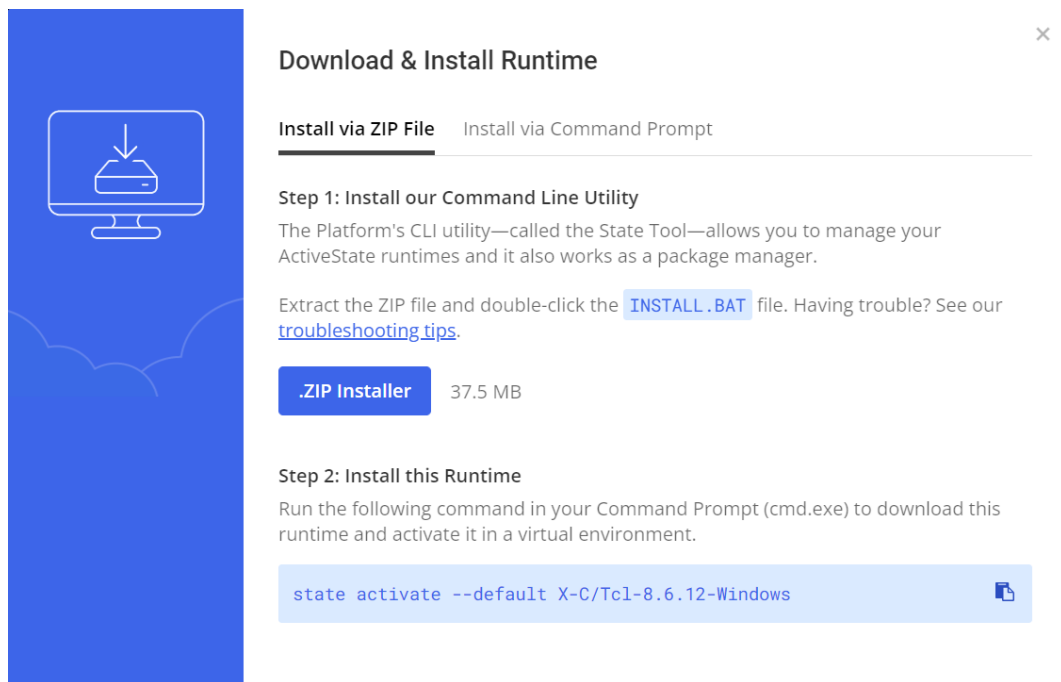 Download & Install Runtime
Install via ZIP File Install via Command Prompt
Step 1: Install our Command Line Utility
The Platform's CLI utility—called the State Tool—allows you to manage your
ActiveState runtimes and it also works as a package manager.
Extract the ZIP file and double-click the INSTALL.BAT file. Having trouble? See our
troubleshooting tips.
.ZIP Installer 37.5 MB
Step 2: Install this Runtime
Run the following command in your Command Prompt (cmd.exe) to download this
runtime and activate it in a virtual environment.
state activate --default X-C/Tcl-8.6.12-Windows